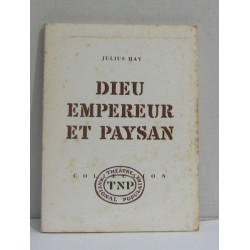 JULIUS HAY
DIEU
EMPEREUR
ET PAYSAN
COLLECTION
THEATRE
NATIONAL POPULAIRE
TNP